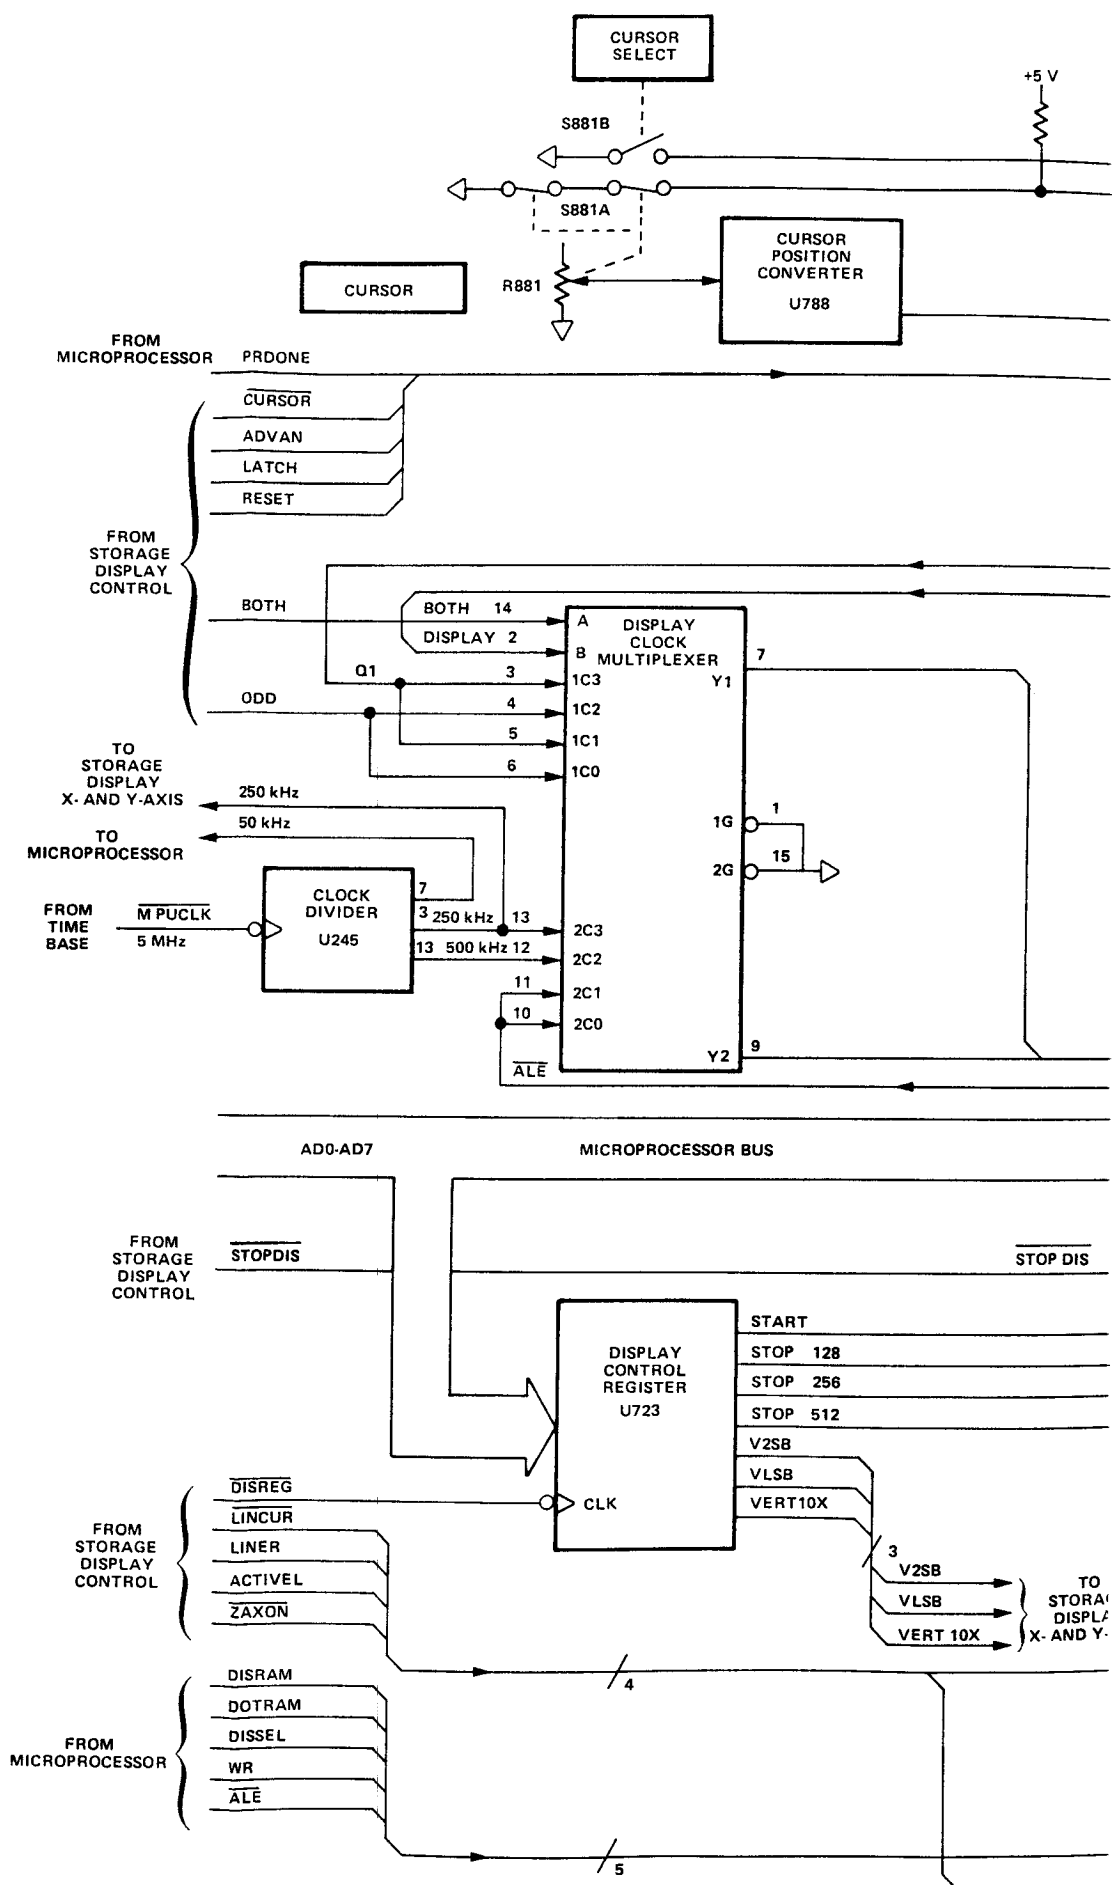 CURSOR
SELECT
+5 V
S881B
S881A
CURSOR
POSITION
CONVERTER
U788
R881
CURSOR
FROM
MICROPROCESSOR
PRDONE
CURSOR
ADVAN
LATCH
RESET
FROM
STORAGE
DISPLAY
CONTROL
BOTH
BOTH 14
A
DISPLAY 2
B
DISPLAY
CLOCK
MULTIPLEXER
7
Y1
Q1
3
1C3
ODD
4
1C2
5
1C1
6
1C0
TO
STORAGE
DISPLAY
X- AND Y-AXIS
250 kHz
TO
MICROPROCESSOR
50 kHz
1G
1
2G
15
FROM
TIME
BASE
MPUCLK
5 MHz
CLOCK
DIVIDER
U245
7
3 250 kHz 13
2C3
13 500 kHz 12
2C2
11
2C1
10
2C0
Y2
9
ALE
AD0-AD7
MICROPROCESSOR BUS
FROM
STORAGE
DISPLAY
CONTROL
STOPDIS
STOP DIS
DISPLAY
CONTROL
REGISTER
U723
START
STOP 128
STOP 256
STOP 512
V2SB
VLSB
VERT10X
CLK
3
V2SB
VLSB
VERT 10X
TO
STORAG
DISPLA
X- AND Y-
FROM
STORAGE
DISPLAY
CONTROL
DISREG
LINCUR
LINER
ACTIVEL
ZAXON
4
FROM
MICROPROCESSOR
DISRAM
DOTRAM
DISSEL
WR
ALE
5